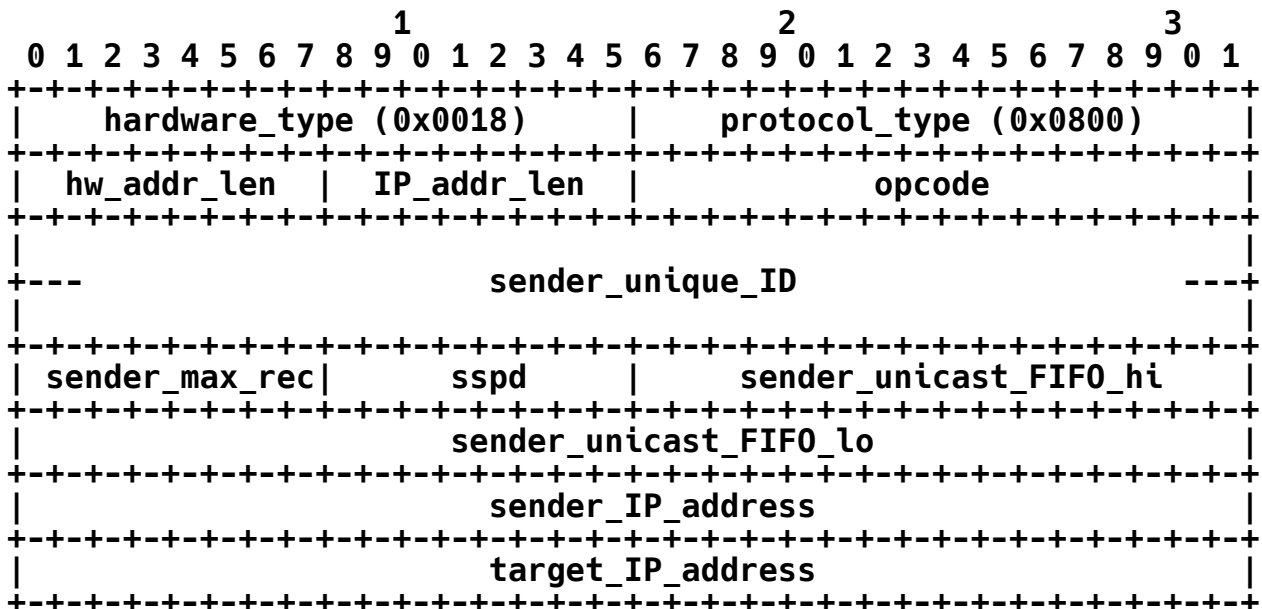 1                   2                   3
 0 1 2 3 4 5 6 7 8 9 0 1 2 3 4 5 6 7 8 9 0 1 2 3 4 5 6 7 8 9 0 1
+-+-+-+-+-+-+-+-+-+-+-+-+-+-+-+-+-+-+-+-+-+-+-+-+-+-+-+-+-+-+-+-+
|    hardware_type (0x0018)     |    protocol_type (0x0800)     |
+-+-+-+-+-+-+-+-+-+-+-+-+-+-+-+-+-+-+-+-+-+-+-+-+-+-+-+-+-+-+-+-+
|  hw_addr_len  |  IP_addr_len  |            opcode             |
+-+-+-+-+-+-+-+-+-+-+-+-+-+-+-+-+-+-+-+-+-+-+-+-+-+-+-+-+-+-+-+-+
|                                                               |
+---                     sender_unique_ID                    ---+
|                                                               |
+-+-+-+-+-+-+-+-+-+-+-+-+-+-+-+-+-+-+-+-+-+-+-+-+-+-+-+-+-+-+-+-+
| sender_max_rec|      sspd     |     sender_unicast_FIFO_hi    |
+-+-+-+-+-+-+-+-+-+-+-+-+-+-+-+-+-+-+-+-+-+-+-+-+-+-+-+-+-+-+-+-+
|                      sender_unicast_FIFO_lo                   |
+-+-+-+-+-+-+-+-+-+-+-+-+-+-+-+-+-+-+-+-+-+-+-+-+-+-+-+-+-+-+-+-+
|                        sender_IP_address                      |
+-+-+-+-+-+-+-+-+-+-+-+-+-+-+-+-+-+-+-+-+-+-+-+-+-+-+-+-+-+-+-+-+
|                        target_IP_address                      |
+-+-+-+-+-+-+-+-+-+-+-+-+-+-+-+-+-+-+-+-+-+-+-+-+-+-+-+-+-+-+-+-+